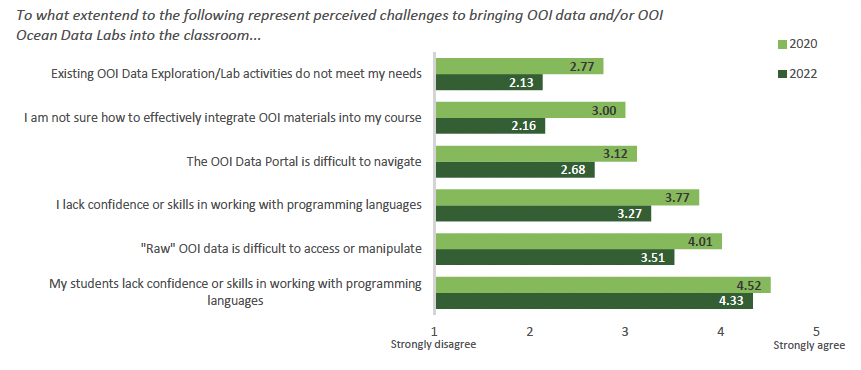 To what extentend to the following represent perceived challenges to bringing OOI data and/or OOI
Ocean Data Labs into the classroom...
2020
2022
Existing OOI Data Exploration/Lab activities do not meet my needs
2.77
2.13
I am not sure how to effectively integrate OOI materials into my course
3.00
2.16
The OOI Data Portal is difficult to navigate
3.12
2.68
I lack confidence or skills in working with programming languages
3.77
3.27
"Raw" OOI data is difficult to access or manipulate
4.01
3.51
My students lack confidence or skills in working with programming
languages
4.52
4.33
1 2 3 4 5
Strongly disagree Strongly agree